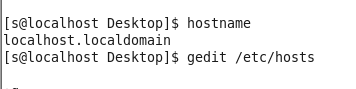 [s@localhost Desktop]$ hostname
localhost.localdomain
[s@localhost Desktop]$ gedit /etc/hosts